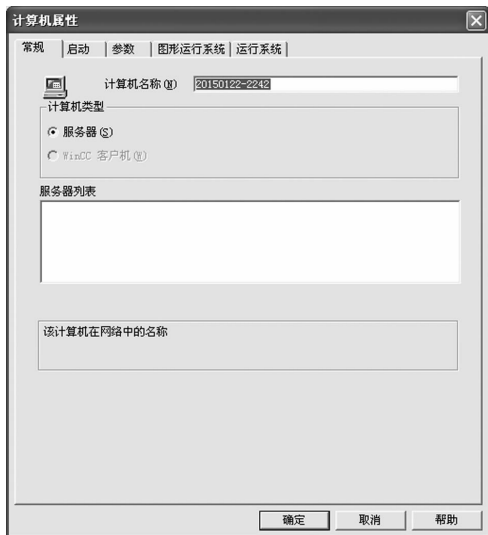 计算机属性
常规 启动 参数 图形运行系统 运行系统
计算机名称(N) 20150122-2242
计算机类型
服务器(S)
WinCC 客户机(W)
服务器列表
该计算机在网络中的名称
确定 取消 帮助